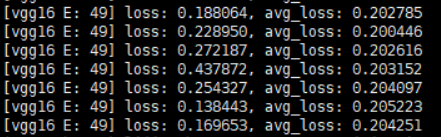 [vgg16 E: 49] loss: 0.188064, avg_loss: 0.202785
[vgg16 E: 49] loss: 0.228950, avg_loss: 0.200446
[vgg16 E: 49] loss: 0.272187, avg_loss: 0.202616
[vgg16 E: 49] loss: 0.437872, avg_loss: 0.203152
[vgg16 E: 49] loss: 0.254327, avg_loss: 0.204097
[vgg16 E: 49] loss: 0.138443, avg_loss: 0.205223
[vgg16 E: 49] loss: 0.169653, avg_loss: 0.204251